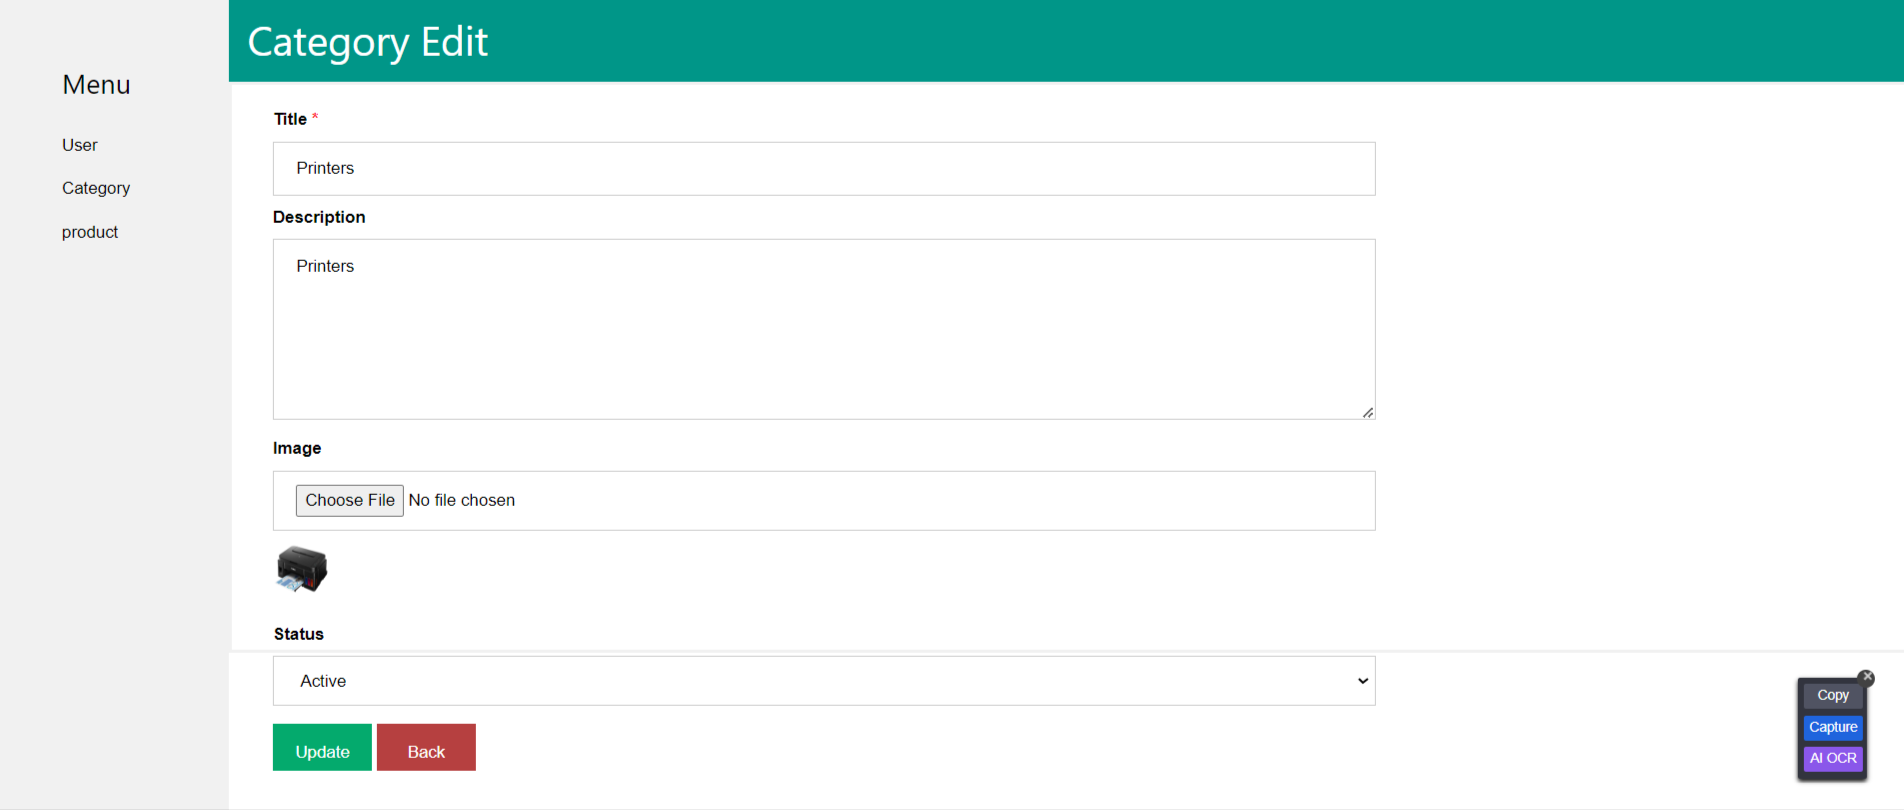 Category Edit
Menu
User
Category
product
Title *
Printers
Description
Printers
Image
Choose File No file chosen
Status
Active
Update Back
Copy
Capture
AI OCR